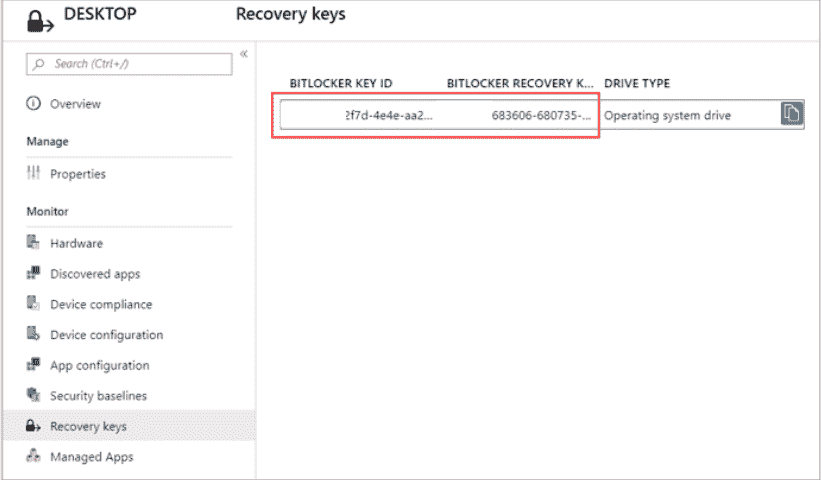 DESKTOP
Recovery keys
Search (Ctrl+/)
«
Overview
Manage
Properties
Monitor
Hardware
Discovered apps
Device compliance
Device configuration
App configuration
Security baselines
Recovery keys
Managed Apps
BITLOCKER KEY ID BITLOCKER RECOVERY K... DRIVE TYPE
2f7d-4e4e-aa2... 683606-680735-... Operating system drive